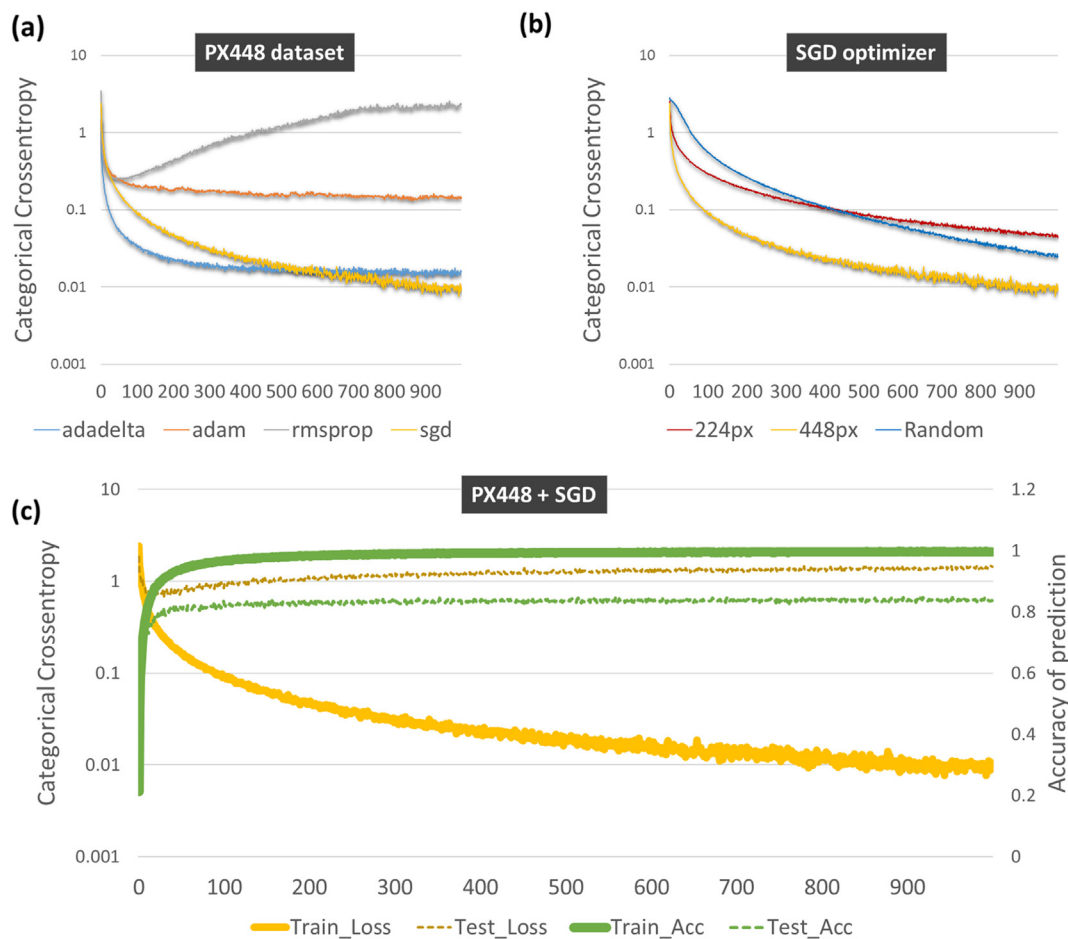 (a)
PX448 dataset
Categorical Crossentropy
10
1
0.1
0.01
0.001
0 100 200 300 400 500 600 700 800 900
adadelta adam rmsprop sgd
(b)
SGD optimizer
Categorical Crossentropy
10
1
0.1
0.01
0.001
0 100 200 300 400 500 600 700 800 900
224px 448px Random
(c)
PX448 + SGD
Categorical Crossentropy
10
1
0.1
0.01
0.001
1.2
1
0.8
0.6
0.4
0.2
0
Accuracy of prediction
0 100 200 300 400 500 600 700 800 900
Train_Loss Test_Loss Train_Acc Test_Acc